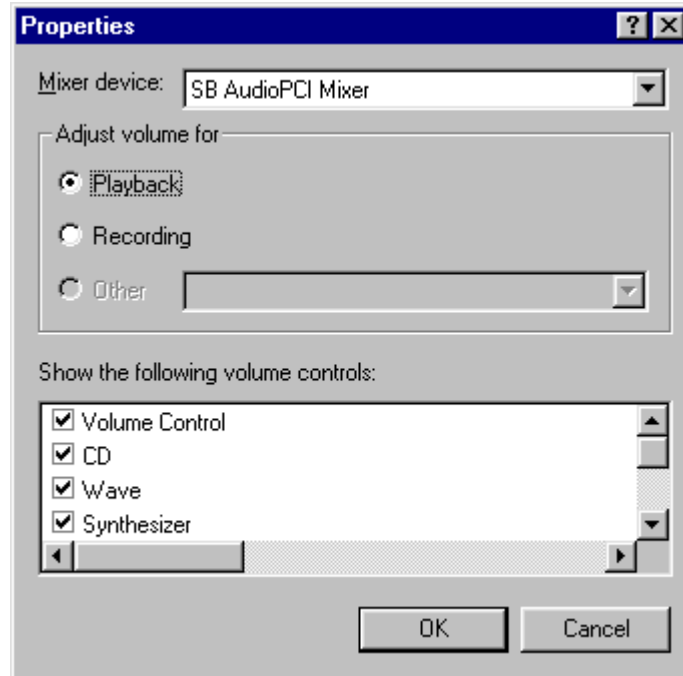 Properties
Mixer device: SB AudioPCI Mixer
Adjust volume for
Playback
Recording
Other
Show the following volume controls:
Volume Control
CD
Wave
Synthesizer
OK Cancel